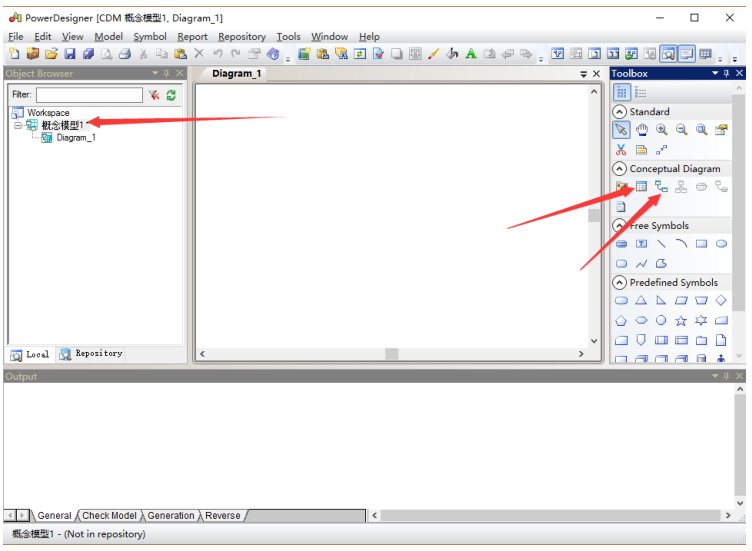 PowerDesigner [CDM 概念模型1, Diagram_1]
File Edit View Model Symbol Report Repository Tools Window Help
Object Browser
Diagram_1
Toolbox
Filter:
Workspace
概念模型1
Diagram_1
Standard
Conceptual Diagram
Free Symbols
Predefined Symbols
Local Repository
Output
General Check Model Generation Reverse
概念模型1 - (Not in repository)